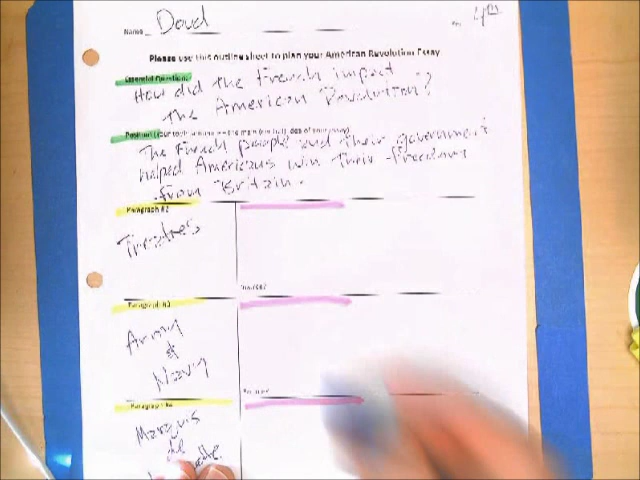 Name Dowd 4th
Please use this outline sheet to plan your American Revolution Essay
Essential Question:
How did the French impact
the American Revolution?
Position
The French people and their government
helped Americans win their freedom
from Britain.
Paragraph #2
Treaties
Sources?
Paragraph #3
Army
&
Navy
Paragraph
Marquis
de